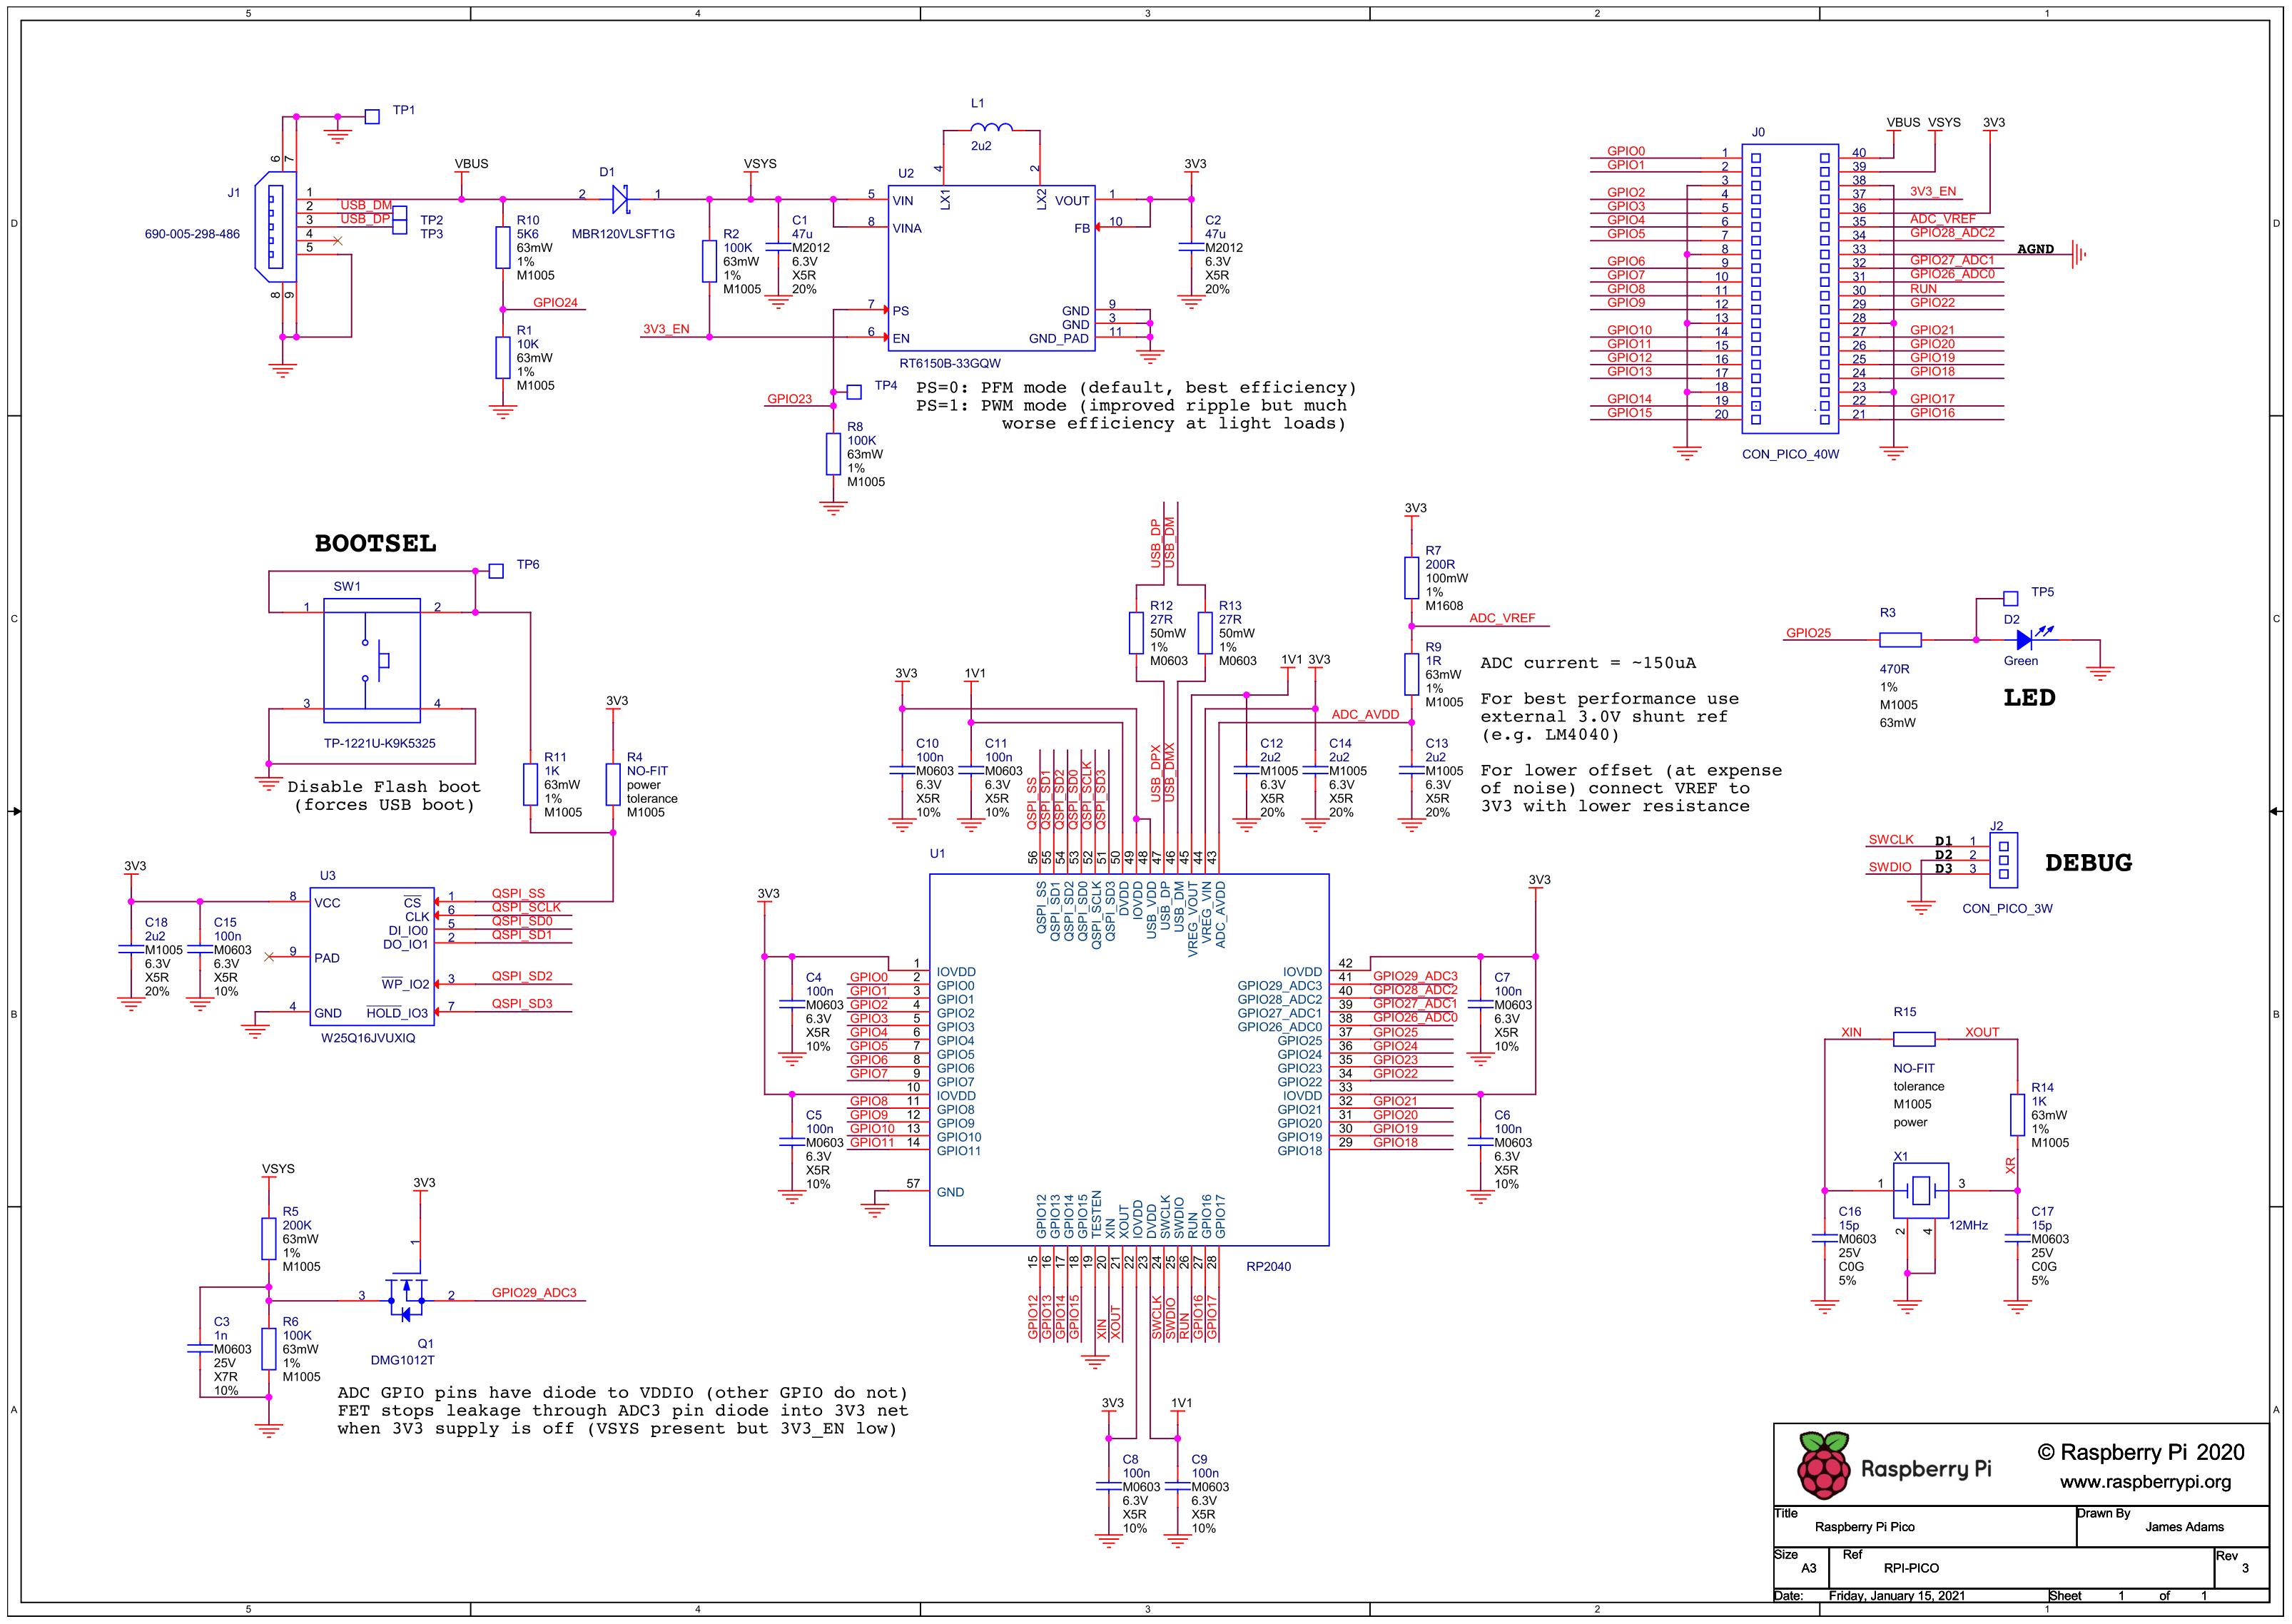 5 4 3 2 1
D
C
B
A
TP1
6
7
J1
690-005-298-486
1
2
3
4
5
USB_DM
USB_DP
TP2
TP3
8
9
VBUS
R10
5K6
63mW
1%
M1005
GPIO24
R1
10K
63mW
1%
M1005
D1
2
1
MBR120VLSFT1G
VSYS
R2
100K
63mW
1%
M1005
C1
47u
M2012
6.3V
X5R
20%
3V3_EN
L1
2u2
4
2
U2
LX1
LX2
5 VIN
8 VINA
7 PS
6 EN
VOUT 1
FB 10
GND 9
GND 3
GND_PAD 11
RT6150B-33GQW
3V3
C2
47u
M2012
6.3V
X5R
20%
TP4
GPIO23
R8
100K
63mW
1%
M1005
PS=0: PFM mode (default, best efficiency)
PS=1: PWM mode (improved ripple but much
worse efficiency at light loads)
J0
VBUS VSYS 3V3
GPIO0 1
GPIO1 2
3
GPIO2 4
GPIO3 5
GPIO4 6
GPIO5 7
8
GPIO6 9
GPIO7 10
GPIO8 11
GPIO9 12
13
GPIO10 14
GPIO11 15
GPIO12 16
GPIO13 17
18
GPIO14 19
GPIO15 20
40
39
38
37 3V3_EN
36
35 ADC_VREF
34 GPIO28_ADC2
33 AGND
32 GPIO27_ADC1
31 GPIO26_ADC0
30 RUN
29 GPIO22
28
27 GPIO21
26 GPIO20
25 GPIO19
24 GPIO18
23
22 GPIO17
21 GPIO16
CON_PICO_40W
BOOTSEL
TP6
SW1
1
2
3
4
TP-1221U-K9K5325
Disable Flash boot
(forces USB boot)
R11
1K
63mW
1%
M1005
3V3
R4
NO-FIT
power
tolerance
M1005
3V3
U3
C18
2u2
M1005
6.3V
X5R
20%
C15
100n
M0603
6.3V
X5R
10%
8 VCC
9 PAD
4 GND
CS 1 QSPI_SS
CLK 6 QSPI_SCLK
DI_IO0 5 QSPI_SD0
DO_IO1 2 QSPI_SD1
WP_IO2 3 QSPI_SD2
HOLD_IO3 7 QSPI_SD3
W25Q16JVUXIQ
USB_DP
USB_DM
R12
27R
50mW
1%
M0603
R13
27R
50mW
1%
M0603
3V3
R7
200R
100mW
1%
M1608
ADC_VREF
R9
1R
63mW
1%
M1005
ADC_AVDD
ADC current = ~150uA
For best performance use
external 3.0V shunt ref
(e.g. LM4040)
For lower offset (at expense
of noise) connect VREF to
3V3 with lower resistance
3V3
1V1
C10
100n
M0603
6.3V
X5R
10%
C11
100n
M0603
6.3V
X5R
10%
1V1 3V3
C12
2u2
M1005
6.3V
X5R
20%
C14
2u2
M1005
6.3V
X5R
20%
C13
2u2
M1005
6.3V
X5R
20%
QSPI_SS
QSPI_SD1
QSPI_SD2
QSPI_SD0
QSPI_SCLK
QSPI_SD3
USB_DPX
USB_DMX
U1
56 QSPI_SS
55 QSPI_SD1
54 QSPI_SD2
53 QSPI_SD0
52 QSPI_SCLK
51 QSPI_SD3
50 DVDD
49 IOVDD
48 USB_VDD
47 USB_DP
46 USB_DM
45 VREG_VOUT
44 VREG_VIN
43 ADC_AVDD
3V3
C4
100n
M0603
6.3V
X5R
10%
C5
100n
M0603
6.3V
X5R
10%
1 IOVDD
GPIO0 2 GPIO0
GPIO1 3 GPIO1
GPIO2 4 GPIO2
GPIO3 5 GPIO3
GPIO4 6 GPIO4
GPIO5 7 GPIO5
GPIO6 8 GPIO6
GPIO7 9 GPIO7
10 IOVDD
GPIO8 11 GPIO8
GPIO9 12 GPIO9
GPIO10 13 GPIO10
GPIO11 14 GPIO11
57 GND
3V3
IOVDD 42
GPIO29_ADC3 41 GPIO29_ADC3
GPIO28_ADC2 40 GPIO28_ADC2
GPIO27_ADC1 39 GPIO27_ADC1
GPIO26_ADC0 38 GPIO26_ADC0
GPIO25 37 GPIO25
GPIO24 36 GPIO24
GPIO23 35 GPIO23
GPIO22 34 GPIO22
IOVDD 33
GPIO21 32 GPIO21
GPIO20 31 GPIO20
GPIO19 30 GPIO19
GPIO18 29 GPIO18
C7
100n
M0603
6.3V
X5R
10%
C6
100n
M0603
6.3V
X5R
10%
GPIO12 15 GPIO12
GPIO13 16 GPIO13
GPIO14 17 GPIO14
GPIO15 18 GPIO15
TESTEN 19
XIN 20 XIN
XOUT 21 XOUT
IOVDD 22
DVDD 23
SWCLK 24 SWCLK
SWDIO 25 SWDIO
RUN 26 RUN
GPIO16 27 GPIO16
GPIO17 28 GPIO17
RP2040
3V3
1V1
C8
100n
M0603
6.3V
X5R
10%
C9
100n
M0603
6.3V
X5R
10%
TP5
R3
D2
GPIO25
470R
1%
M1005
63mW
Green
LED
J2
SWCLK D1 1
D2 2
SWDIO D3 3
DEBUG
CON_PICO_3W
R15
XIN
XOUT
NO-FIT
tolerance
M1005
power
R14
1K
63mW
1%
M1005
XR
X1
1
3
2
4
12MHz
C16
15p
M0603
25V
C0G
5%
C17
15p
M0603
25V
C0G
5%
VSYS
R5
200K
63mW
1%
M1005
3V3
1
3
2
GPIO29_ADC3
C3
1n
M0603
25V
X7R
10%
R6
100K
63mW
1%
M1005
Q1
DMG1012T
ADC GPIO pins have diode to VDDIO (other GPIO do not)
FET stops leakage through ADC3 pin diode into 3V3 net
when 3V3 supply is off (VSYS present but 3V3_EN low)
Raspberry Pi
© Raspberry Pi 2020
www.raspberrypi.org
Title
Raspberry Pi Pico
Drawn By
James Adams
Size
A3
Ref
RPI-PICO
Rev
3
Date: Friday, January 15, 2021
Sheet 1 of 1
D
C
B
A
5 4 3 2 1